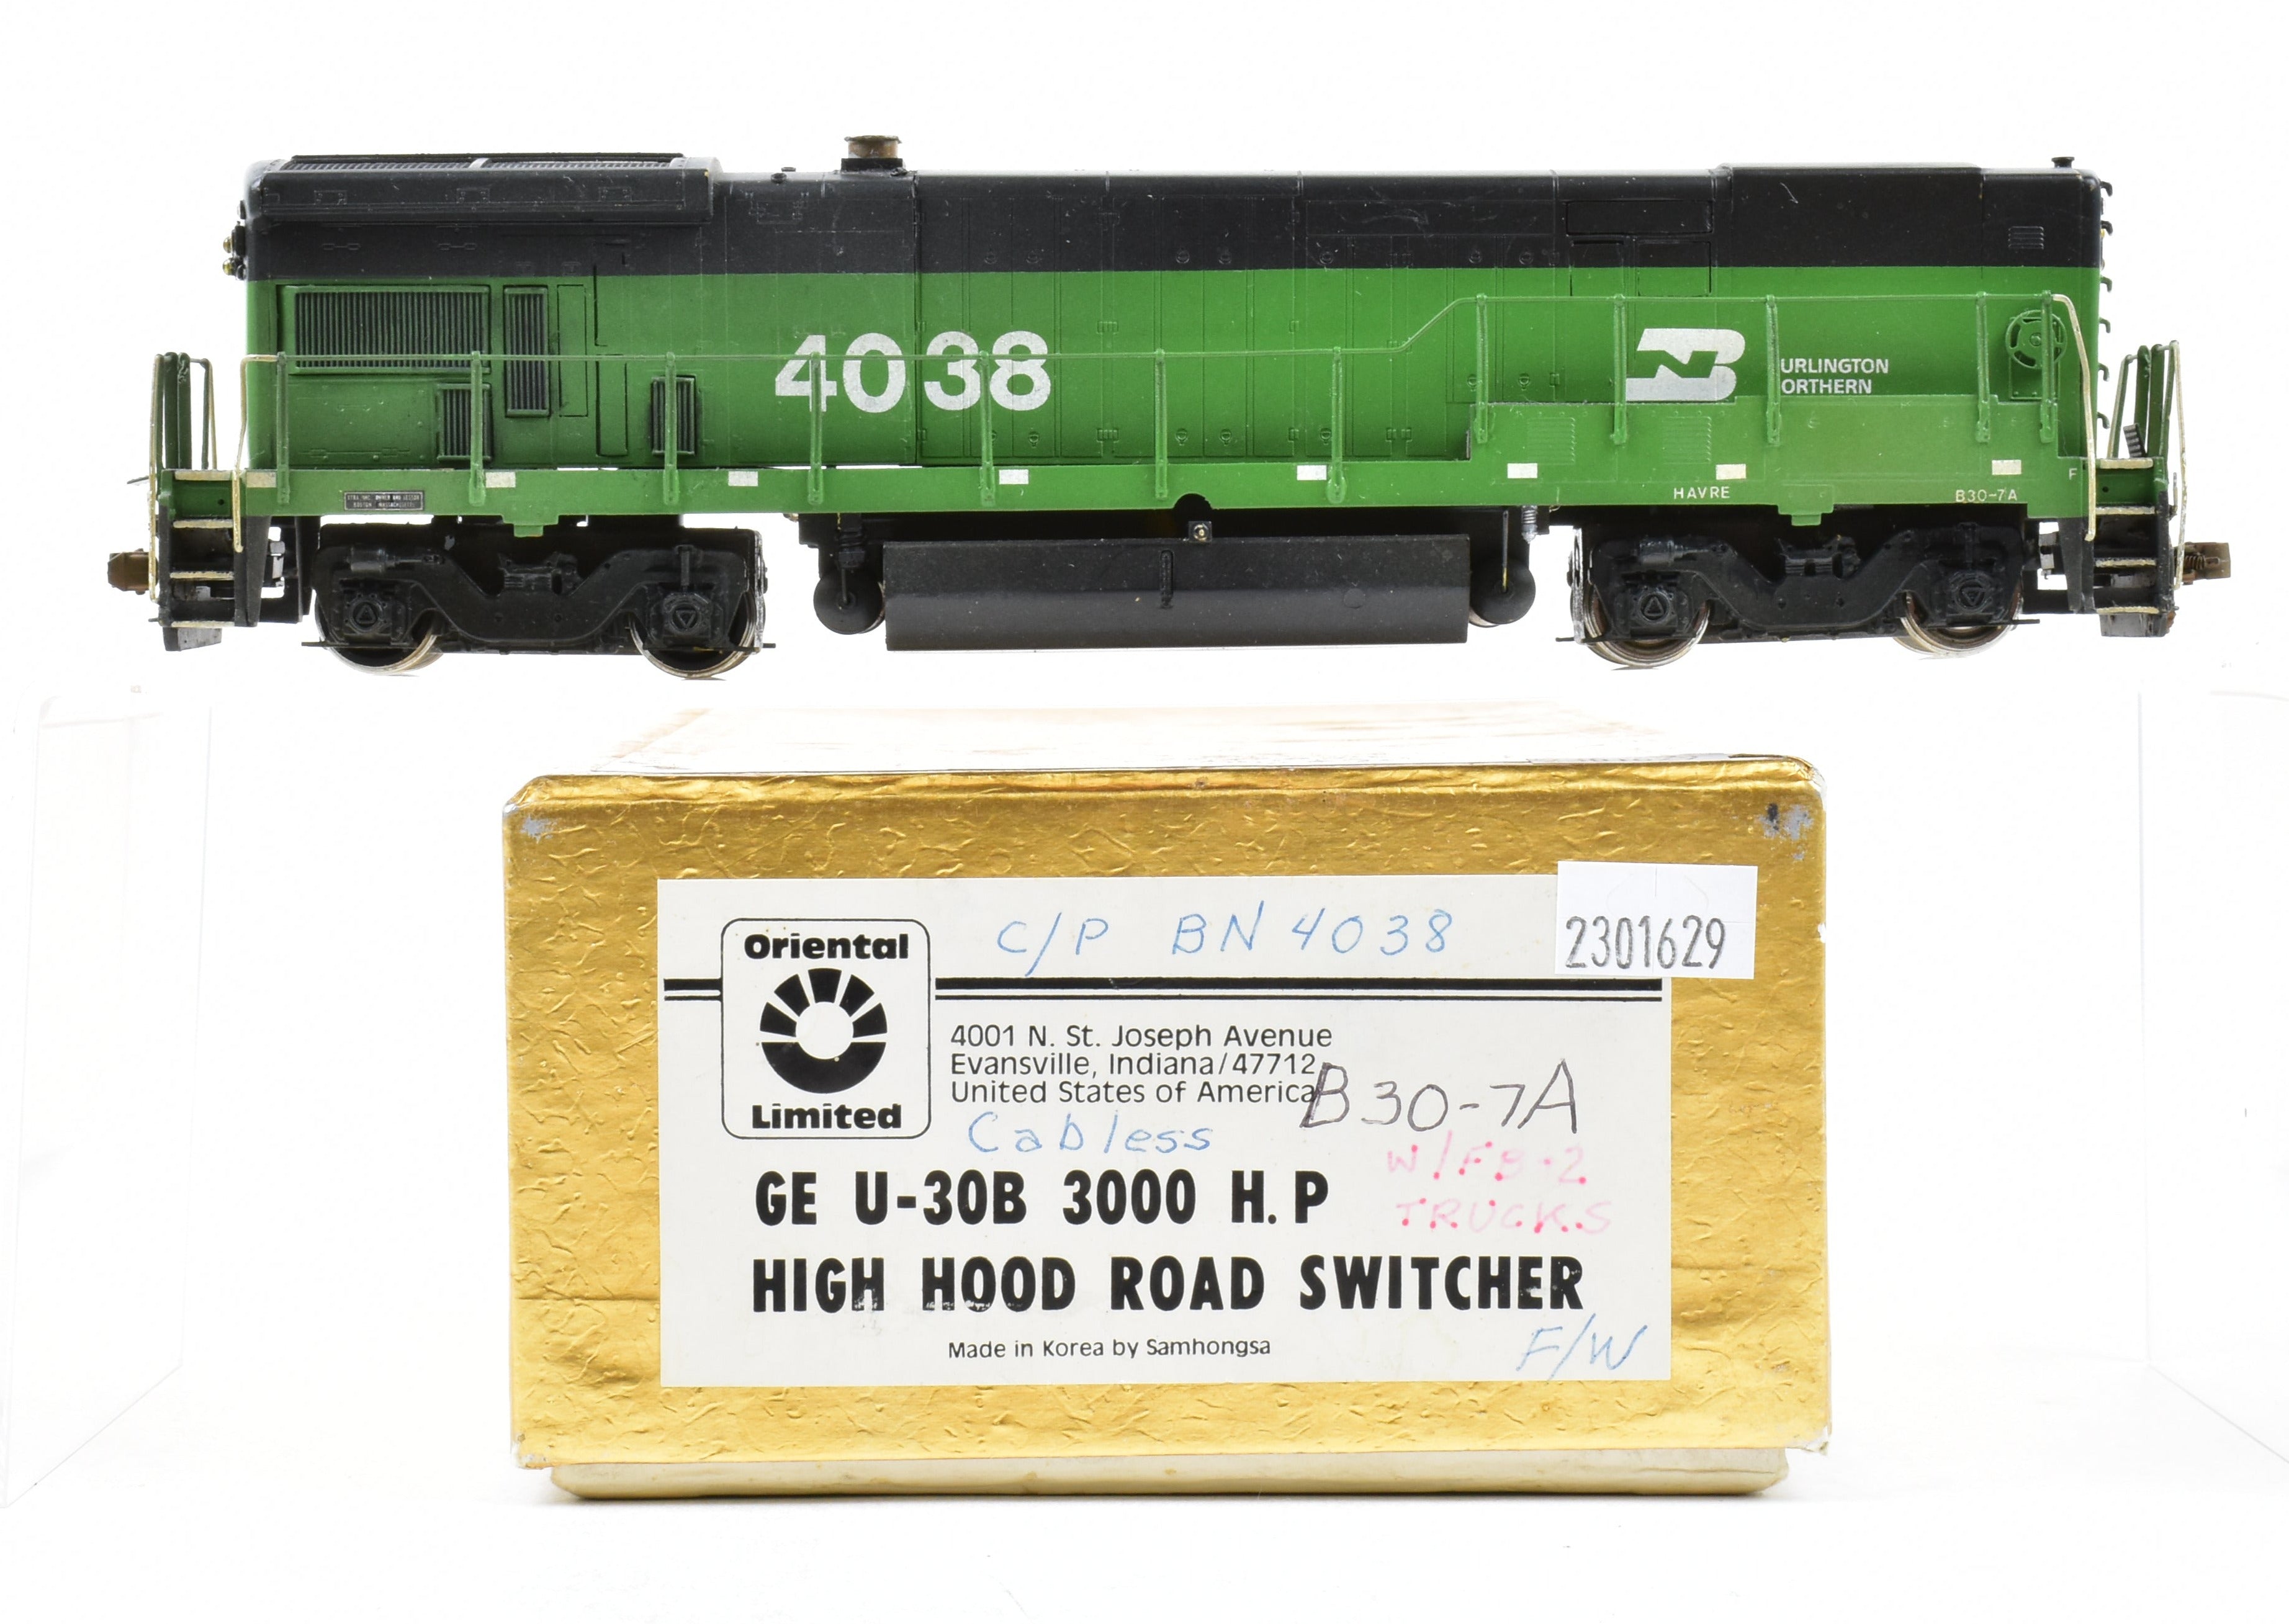 4038
BN
URLINGTON
ORTHERN
HAVRE
B30-7A
F
C/P BN 4038
2301629
Oriental
Limited
4001 N. St. Joseph Avenue
Evansville, Indiana/47712
United States of America
B30-7A
Cabless
W/FB-2
TRUCKS
GE U-30B 3000 H.P
HIGH HOOD ROAD SWITCHER
Made in Korea by Samhongsa
F/W